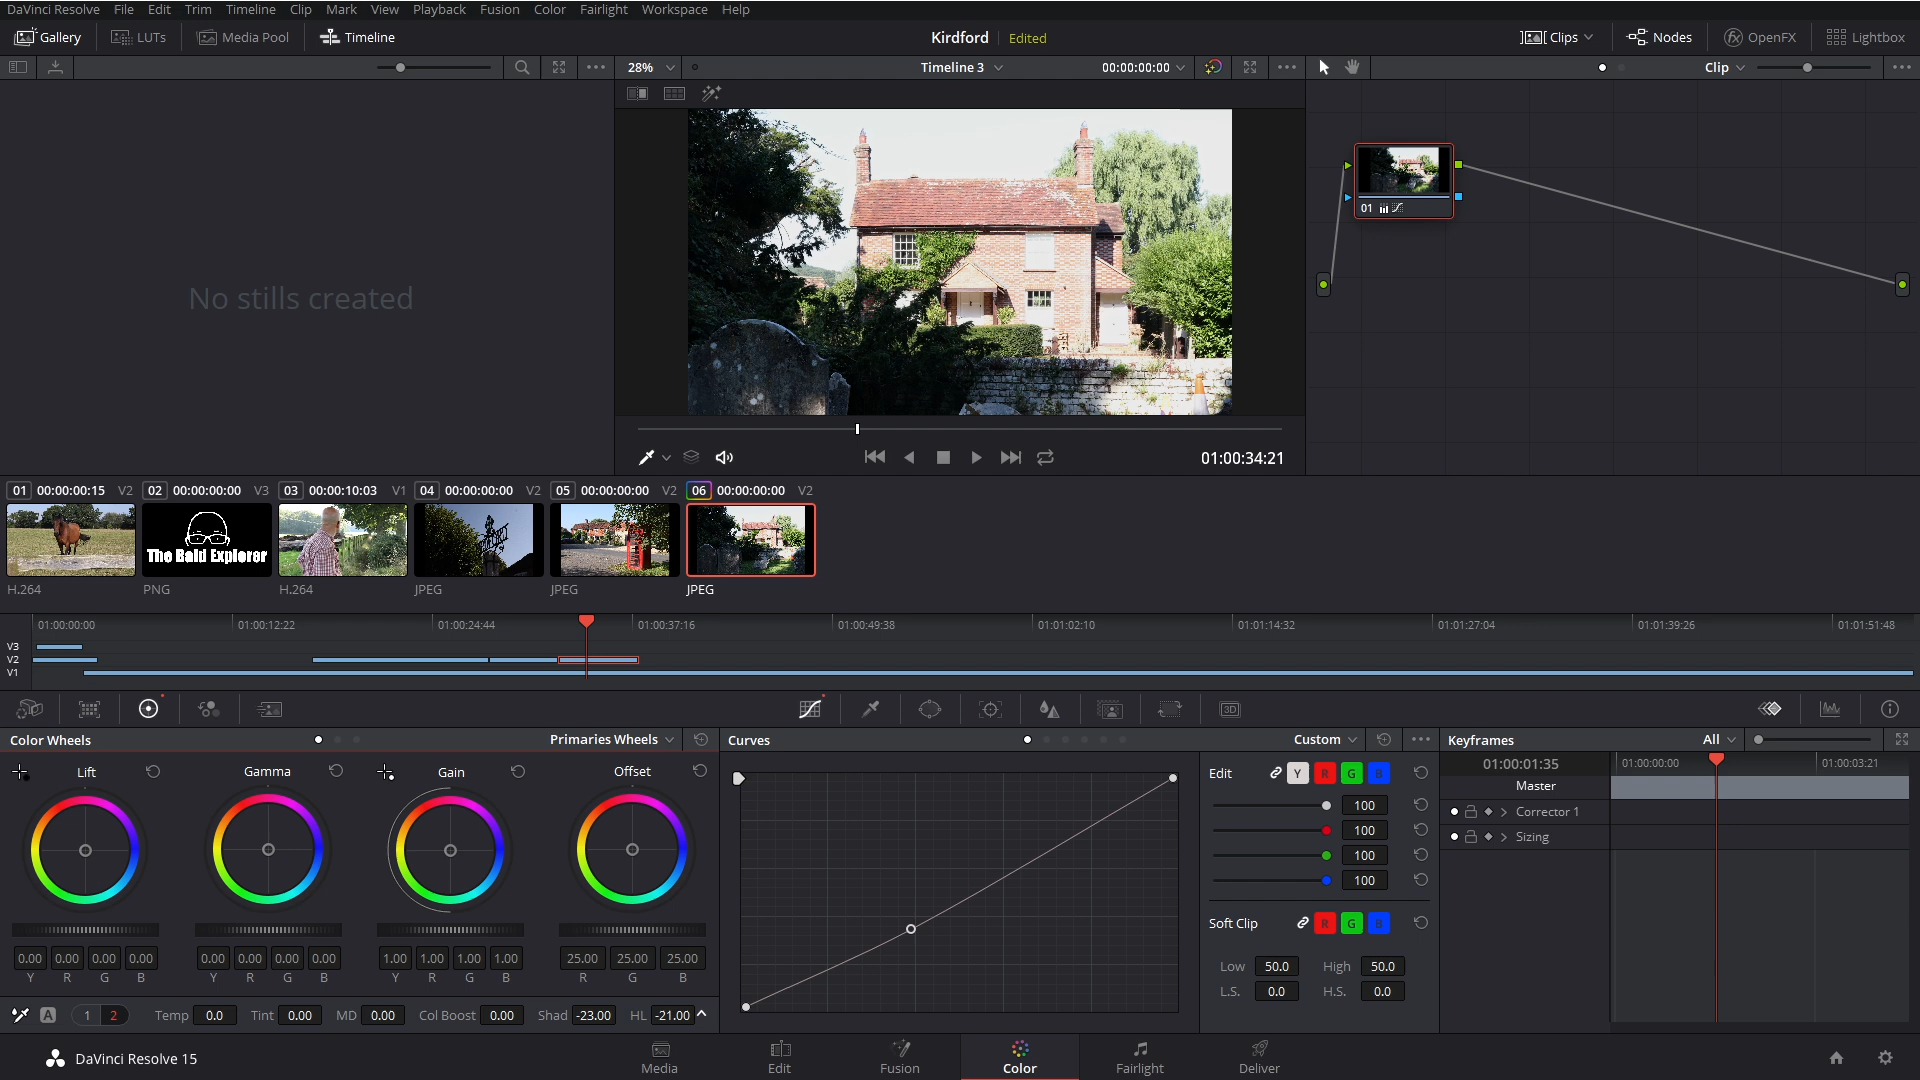 DaVinci Resolve File Edit Trim Timeline Clip Mark View Playback Fusion Color Fairlight Workspace Help
Gallery LUTs Media Pool Timeline Kirdford Edited Clips Nodes OpenFX Lightbox
28% Timeline 3 00:00:00:00 Clip
No stills created
01
01:00:34:21
01 00:00:00:15 V2 02 00:00:00:00 V3 03 00:00:10:03 V1 04 00:00:00:00 V2 05 00:00:00:00 V2 06 00:00:00:00 V2
The Bald Explorer
H.264 PNG H.264 JPEG JPEG JPEG
01:00:00:00 01:00:12:22 01:00:24:44 01:00:37:16 01:00:49:38 01:01:02:10 01:01:14:32 01:01:27:04 01:01:39:26 01:01:51:48
V3
V2
V1
3D
Color Wheels Primaries Wheels Curves Custom Keyframes All
Lift Gamma Gain Offset
0.00 0.00 0.00 0.00 0.00 0.00 0.00 0.00 1.00 1.00 1.00 1.00 25.00 25.00 25.00
Y R G B Y R G B Y R G B R G B
A 1 2 Temp 0.0 Tint 0.00 MD 0.00 Col Boost 0.00 Shad -23.00 HL -21.00
Edit Y R G B
100
100
100
100
Soft Clip R G B
Low 50.0 High 50.0
L.S. 0.0 H.S. 0.0
01:00:01:35 01:00:00:00 01:00:03:21
Master
Corrector 1
Sizing
DaVinci Resolve 15 Media Edit Fusion Color Fairlight Deliver